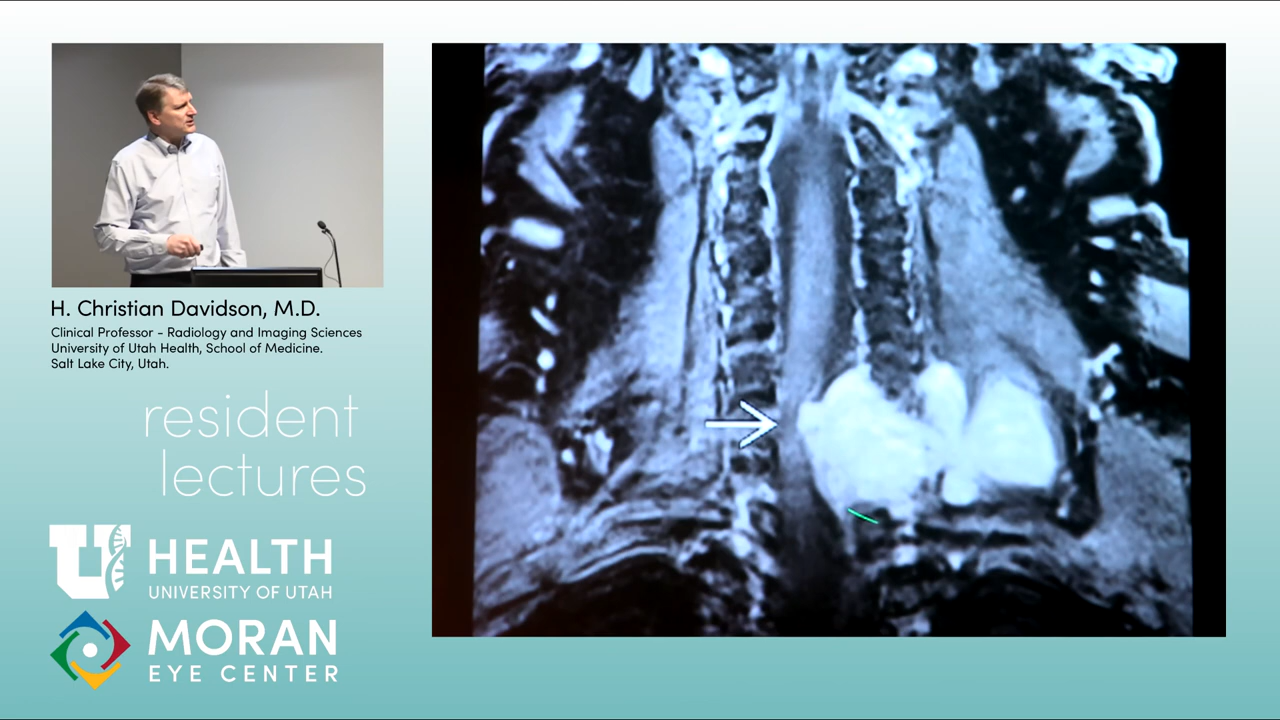 H. Christian Davidson, M.D.
Clinical Professor - Radiology and Imaging Sciences
University of Utah Health, School of Medicine.
Salt Lake City, Utah.
resident
lectures
U HEALTH
UNIVERSITY OF UTAH
MORAN
EYE CENTER